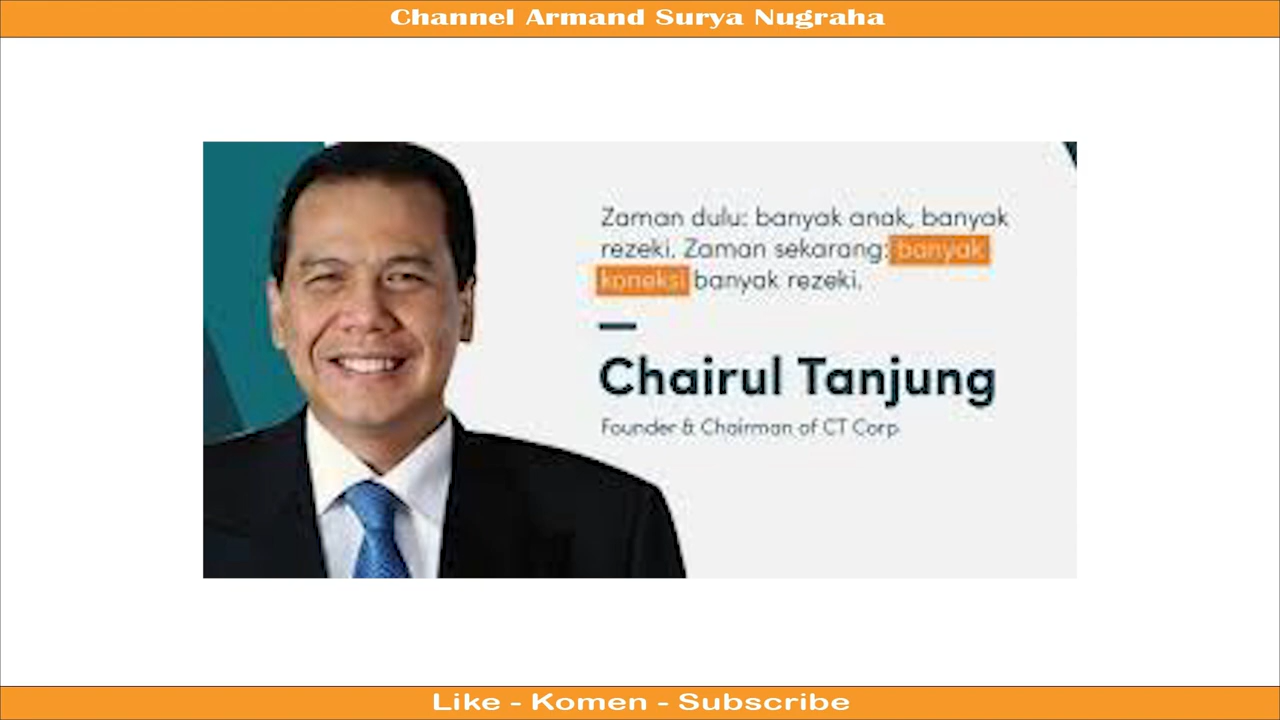 Channel Armand Surya Nugraha
Zaman dulu: banyak anak, banyak
rezeki. Zaman sekarang: banyak
koneksi banyak rezeki.
Chairul Tanjung
Founder & Chairman of CT Corp
Like - Komen - Subscribe